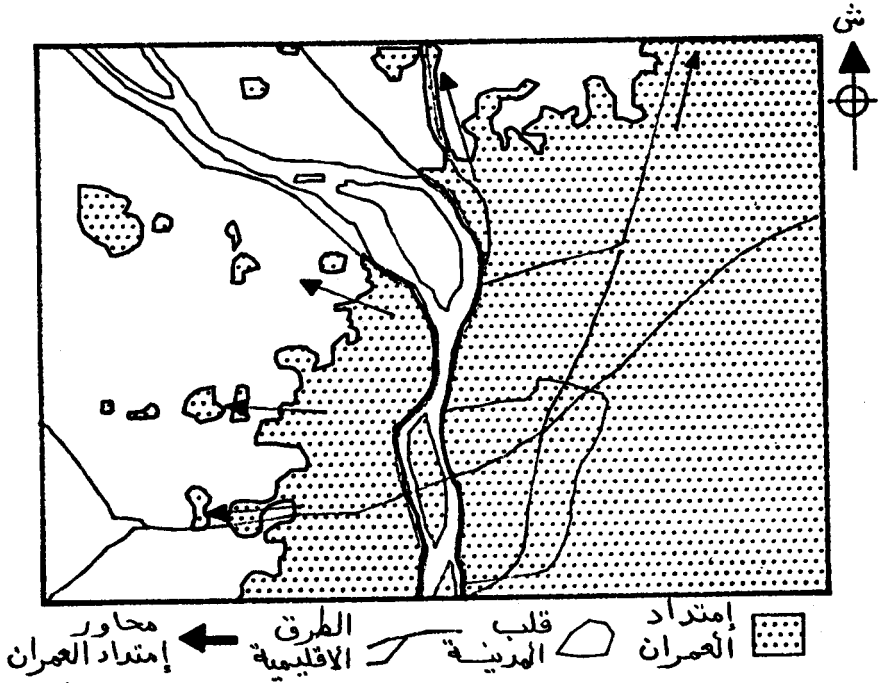 ش
إمتداد
العمران
قلب
المدينة
الطرق
الاقليمية
محاور
إمتداد العمران